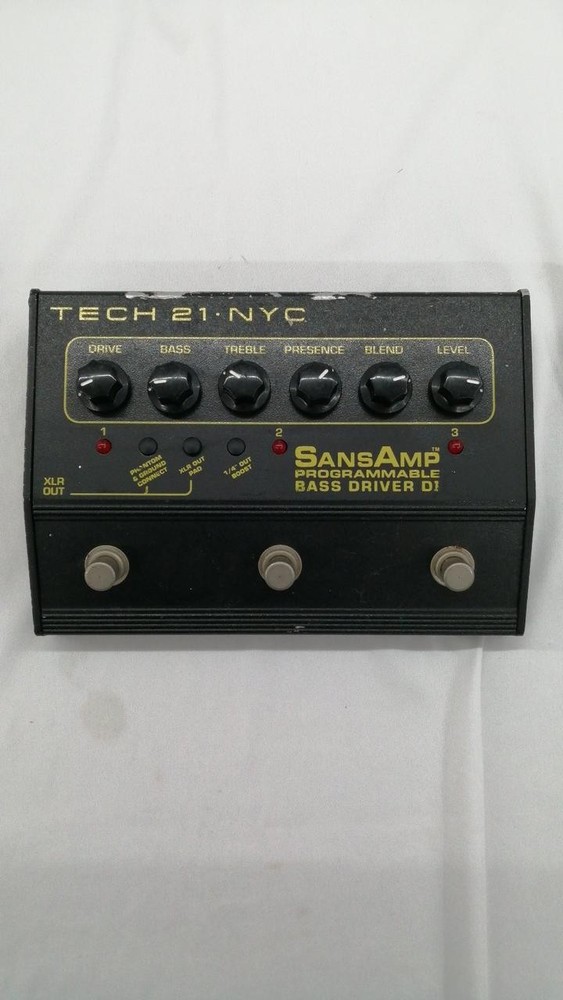 TECH 21·NYC
DRIVE BASS TREBLE PRESENCE BLEND LEVEL
1 2 3
PHANTOM
& GROUND
CONNECT
XLR OUT
PAD
1/4" OUT
BOOST
SANSAMP™
PROGRAMMABLE
BASS DRIVER DI
XLR
OUT